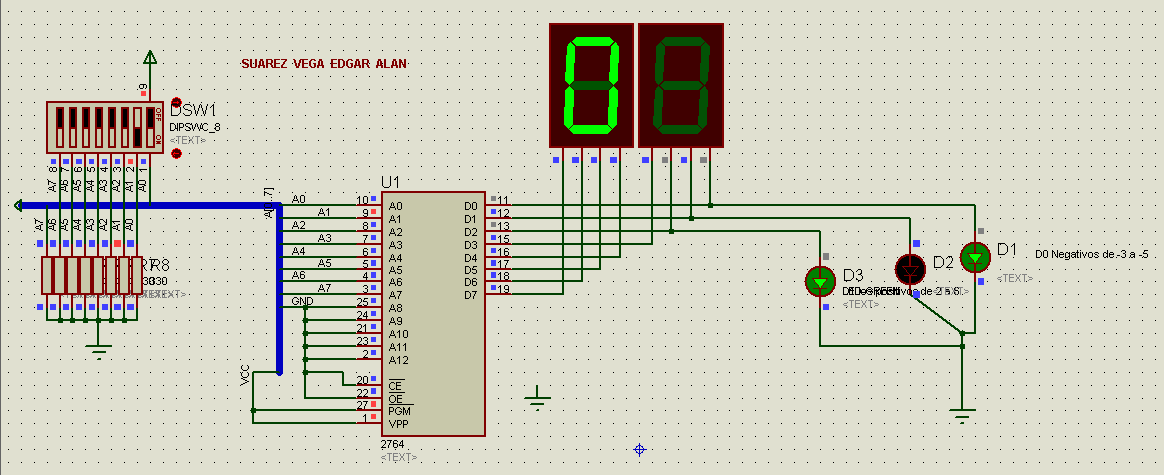 SUAREZ VEGA EDGAR ALAN
9
DSW1
DIPSWC_8
<TEXT>
OFF
ON
8 7 6 5 4 3 2 1
A7 A6 A5 A4 A3 A2 A1 A0
A7 A6 A5 A4 A3 A2 A1 A0
R8
330
A[0..7]
VCC
U1
A0 10 A0 D0 11
A1 9 A1 D1 12
A2 8 A2 D2 13
A3 7 A3 D3 15
A4 6 A4 D4 16
A5 5 A5 D5 17
A6 4 A6 D6 18
A7 3 A7 D7 19
GND 25 A8
24 A9
21 A10
23 A11
2 A12
20 CE
22 OE
27 PGM
1 VPP
2764
<TEXT>
D3
<TEXT>
D2
D1
<TEXT>
D0 Negativos de -3 a -5